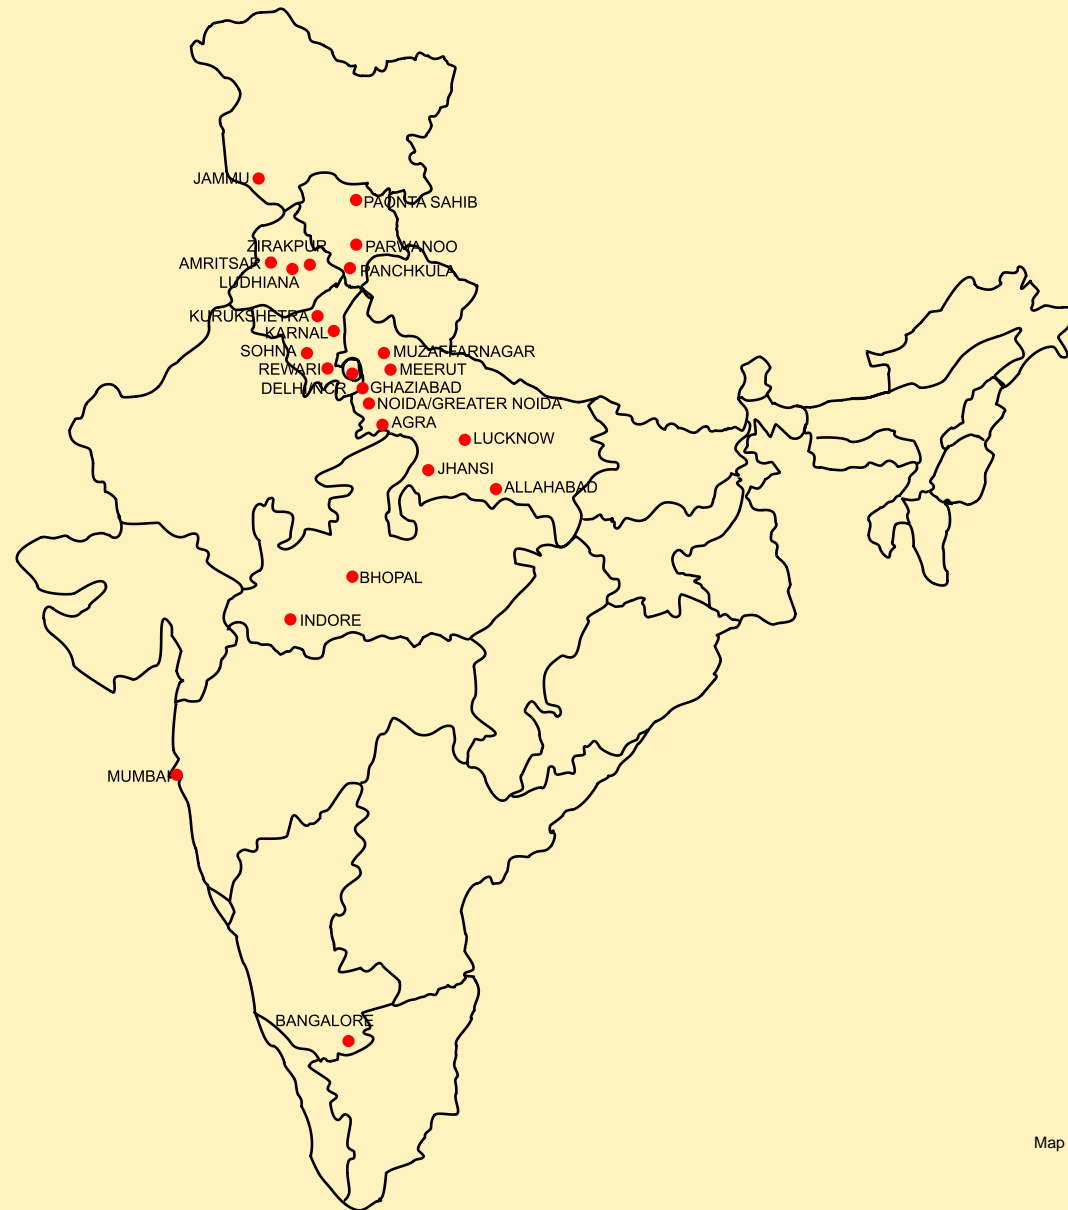 JAMMU
PAONTA SAHIB
ZIRAKPUR
PARWANOO
AMRITSAR
PANCHKULA
LUDHIANA
KURUKSHETRA
KARNAL
SOHNA
MUZAFFARNAGAR
REWARI
MEERUT
DELHI/NCR
GHAZIABAD
NOIDA/GREATER NOIDA
AGRA
LUCKNOW
JHANSI
ALLAHABAD
BHOPAL
INDORE
MUMBAI
BANGALORE
Map